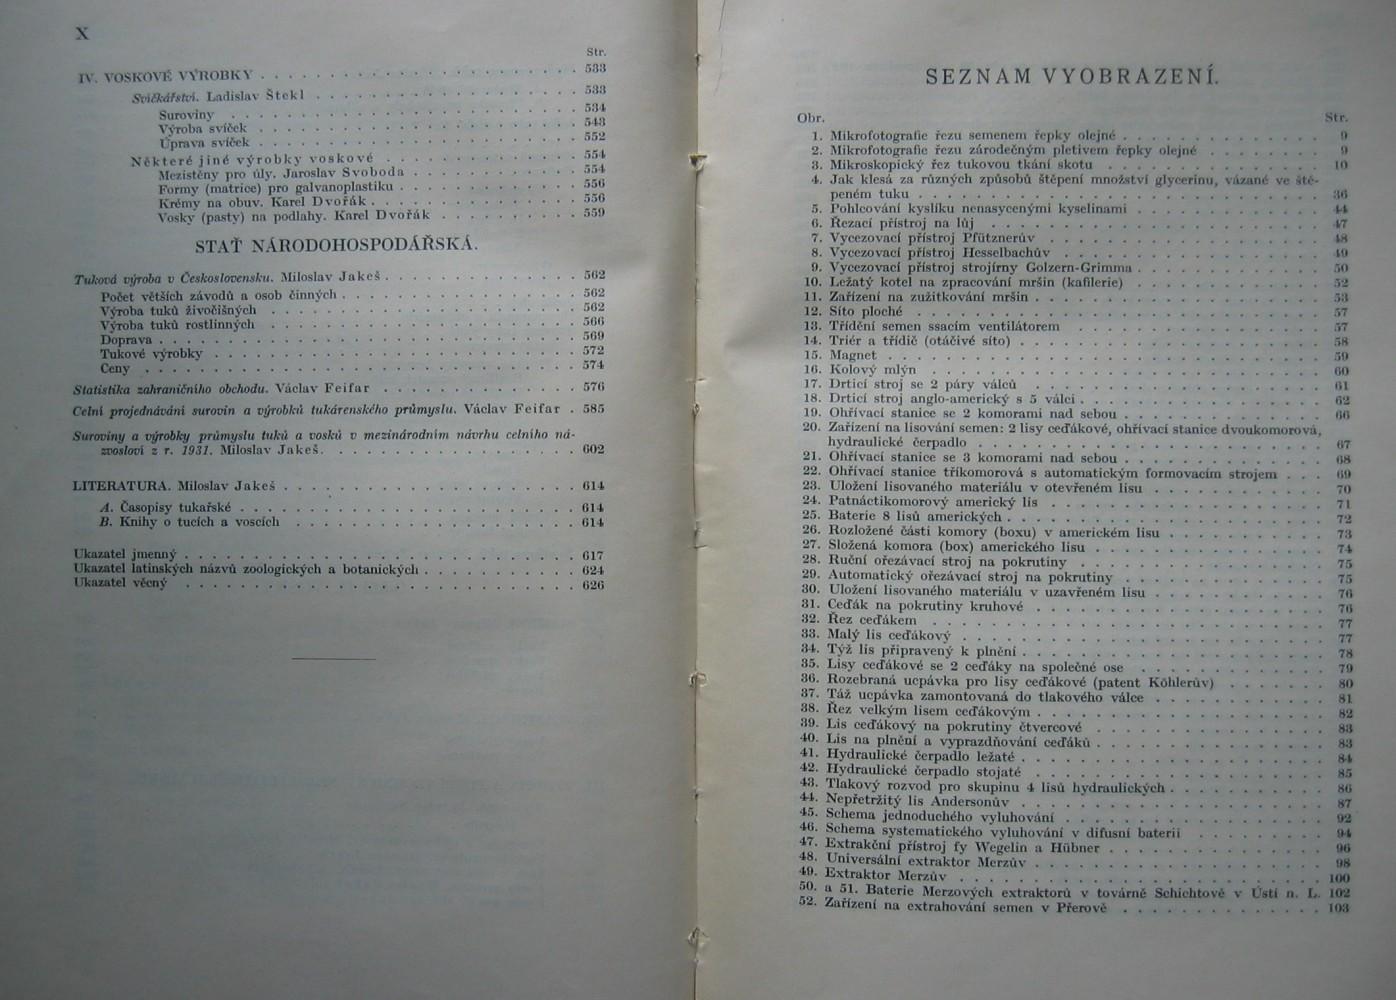 X
Str.
IV. VOSKOVÉ VÝROBKY . . . . . 533
Svíčkářství. Ladislav Štekl . . . . . 533
Suroviny . . . . . 534
Výroba svíček . . . . . 543
Úprava svíček . . . . . 552
Některé jiné výrobky voskové . . . . . 554
Mezistěny pro úly. Jaroslav Svoboda . . . . . 554
Formy (matrice) pro galvanoplastiku . . . . . 556
Krémy na obuv. Karel Dvořák . . . . . 556
Vosky (pasty) na podlahy. Karel Dvořák . . . . . 559
STAŤ NÁRODOHOSPODÁŘSKÁ.
Tuková výroba v Československu. Miloslav Jakeš . . . . . 562
Počet větších závodů a osob činných . . . . . 562
Výroba tuků živočišných . . . . . 562
Výroba tuků rostlinných . . . . . 566
Doprava . . . . . 569
Tukové výrobky . . . . . 572
Ceny . . . . . 574
Statistika zahraničního obchodu. Václav Feifar . . . . . 576
Celní projednávání surovin a výrobků tukárenského průmyslu. Václav Feifar . 585
Suroviny a výrobky průmyslu tuků a vosků v mezinárodním návrhu celního ná-
zvosloví z r. 1931. Miloslav Jakeš. . . . . . 602
LITERATURA. Miloslav Jakeš . . . . . 614
A. Časopisy tukařské . . . . . 614
B. Knihy o tucích a voscích . . . . . 614
Ukazatel jmenný . . . . . 617
Ukazatel latinských názvů zoologických a botanických . . . . . 624
Ukazatel věcný . . . . . 626
SEZNAM VYOBRAZENÍ.
Obr. Str.
1. Mikrofotografie řezu semenem řepky olejné . . . . . 9
2. Mikrofotografie řezu zárodečným pletivem řepky olejné . . . . . 9
3. Mikroskopický řez tukovou tkání skotu . . . . . 10
4. Jak klesá za různých způsobů štěpení množství glycerinu, vázané ve ště-
peném tuku . . . . . 36
5. Pohlcování kyslíku nenasycenými kyselinami . . . . . 44
6. Řezací přístroj na lůj . . . . . 47
7. Vycezovací přístroj Pfütznerův . . . . . 48
8. Vycezovací přístroj Hesselbachův . . . . . 49
9. Vycezovací přístroj strojírny Golzern-Grimma . . . . . 50
10. Ležatý kotel na zpracování mršin (kafilerie) . . . . . 52
11. Zařízení na zužitkování mršin . . . . . 53
12. Síto ploché . . . . . 57
13. Třídění semen ssacím ventilátorem . . . . . 57
14. Triér a třídič (otáčivé síto) . . . . . 58
15. Magnet . . . . . 59
16. Kolový mlýn . . . . . 60
17. Drticí stroj se 2 páry válců . . . . . 61
18. Drticí stroj anglo-americký s 5 válci . . . . . 62
19. Ohřívací stanice se 2 komorami nad sebou . . . . . 66
20. Zařízení na lisování semen: 2 lisy ceďákové, ohřívací stanice dvoukomorová,
hydraulické čerpadlo . . . . . 67
21. Ohřívací stanice se 3 komorami nad sebou . . . . . 68
22. Ohřívací stanice tříkomorová s automatickým formovacím strojem . . . 69
23. Uložení lisovaného materiálu v otevřeném lisu . . . . . 70
24. Patnáctikomorový americký lis . . . . . 71
25. Baterie 8 lisů amerických . . . . . 72
26. Rozložené části komory (boxu) v americkém lisu . . . . . 73
27. Složená komora (box) amerického lisu . . . . . 74
28. Ruční ořezávací stroj na pokrutiny . . . . . 75
29. Automatický ořezávací stroj na pokrutiny . . . . . 75
30. Uložení lisovaného materiálu v uzavřeném lisu . . . . . 76
31. Ceďák na pokrutiny kruhové . . . . . 76
32. Řez ceďákem . . . . . 77
33. Malý lis ceďákový . . . . . 77
34. Týž lis připravený k plnění . . . . . 78
35. Lisy ceďákové se 2 ceďáky na společné ose . . . . . 79
36. Rozebraná ucpávka pro lisy ceďákové (patent Köhlerův) . . . . . 80
37. Táž ucpávka zamontovaná do tlakového válce . . . . . 81
38. Řez velkým lisem ceďákovým . . . . . 82
39. Lis ceďákový na pokrutiny čtvercové . . . . . 83
40. Lis na plnění a vyprazdňování ceďáků . . . . . 83
41. Hydraulické čerpadlo ležaté . . . . . 84
42. Hydraulické čerpadlo stojaté . . . . . 85
43. Tlakový rozvod pro skupinu 4 lisů hydraulických . . . . . 86
44. Nepřetržitý lis Andersonův . . . . . 87
45. Schema jednoduchého vyluhování . . . . . 92
46. Schema systematického vyluhování v difusní baterii . . . . . 94
47. Extrakční přístroj fy Wegelin a Hübner . . . . . 96
48. Universální extraktor Merzův . . . . . 98
49. Extraktor Merzův . . . . . 100
50. a 51. Baterie Merzových extraktorů v továrně Schichtově v Ústí n. L. 102
52. Zařízení na extrahování semen v Přerově . . . . . 103